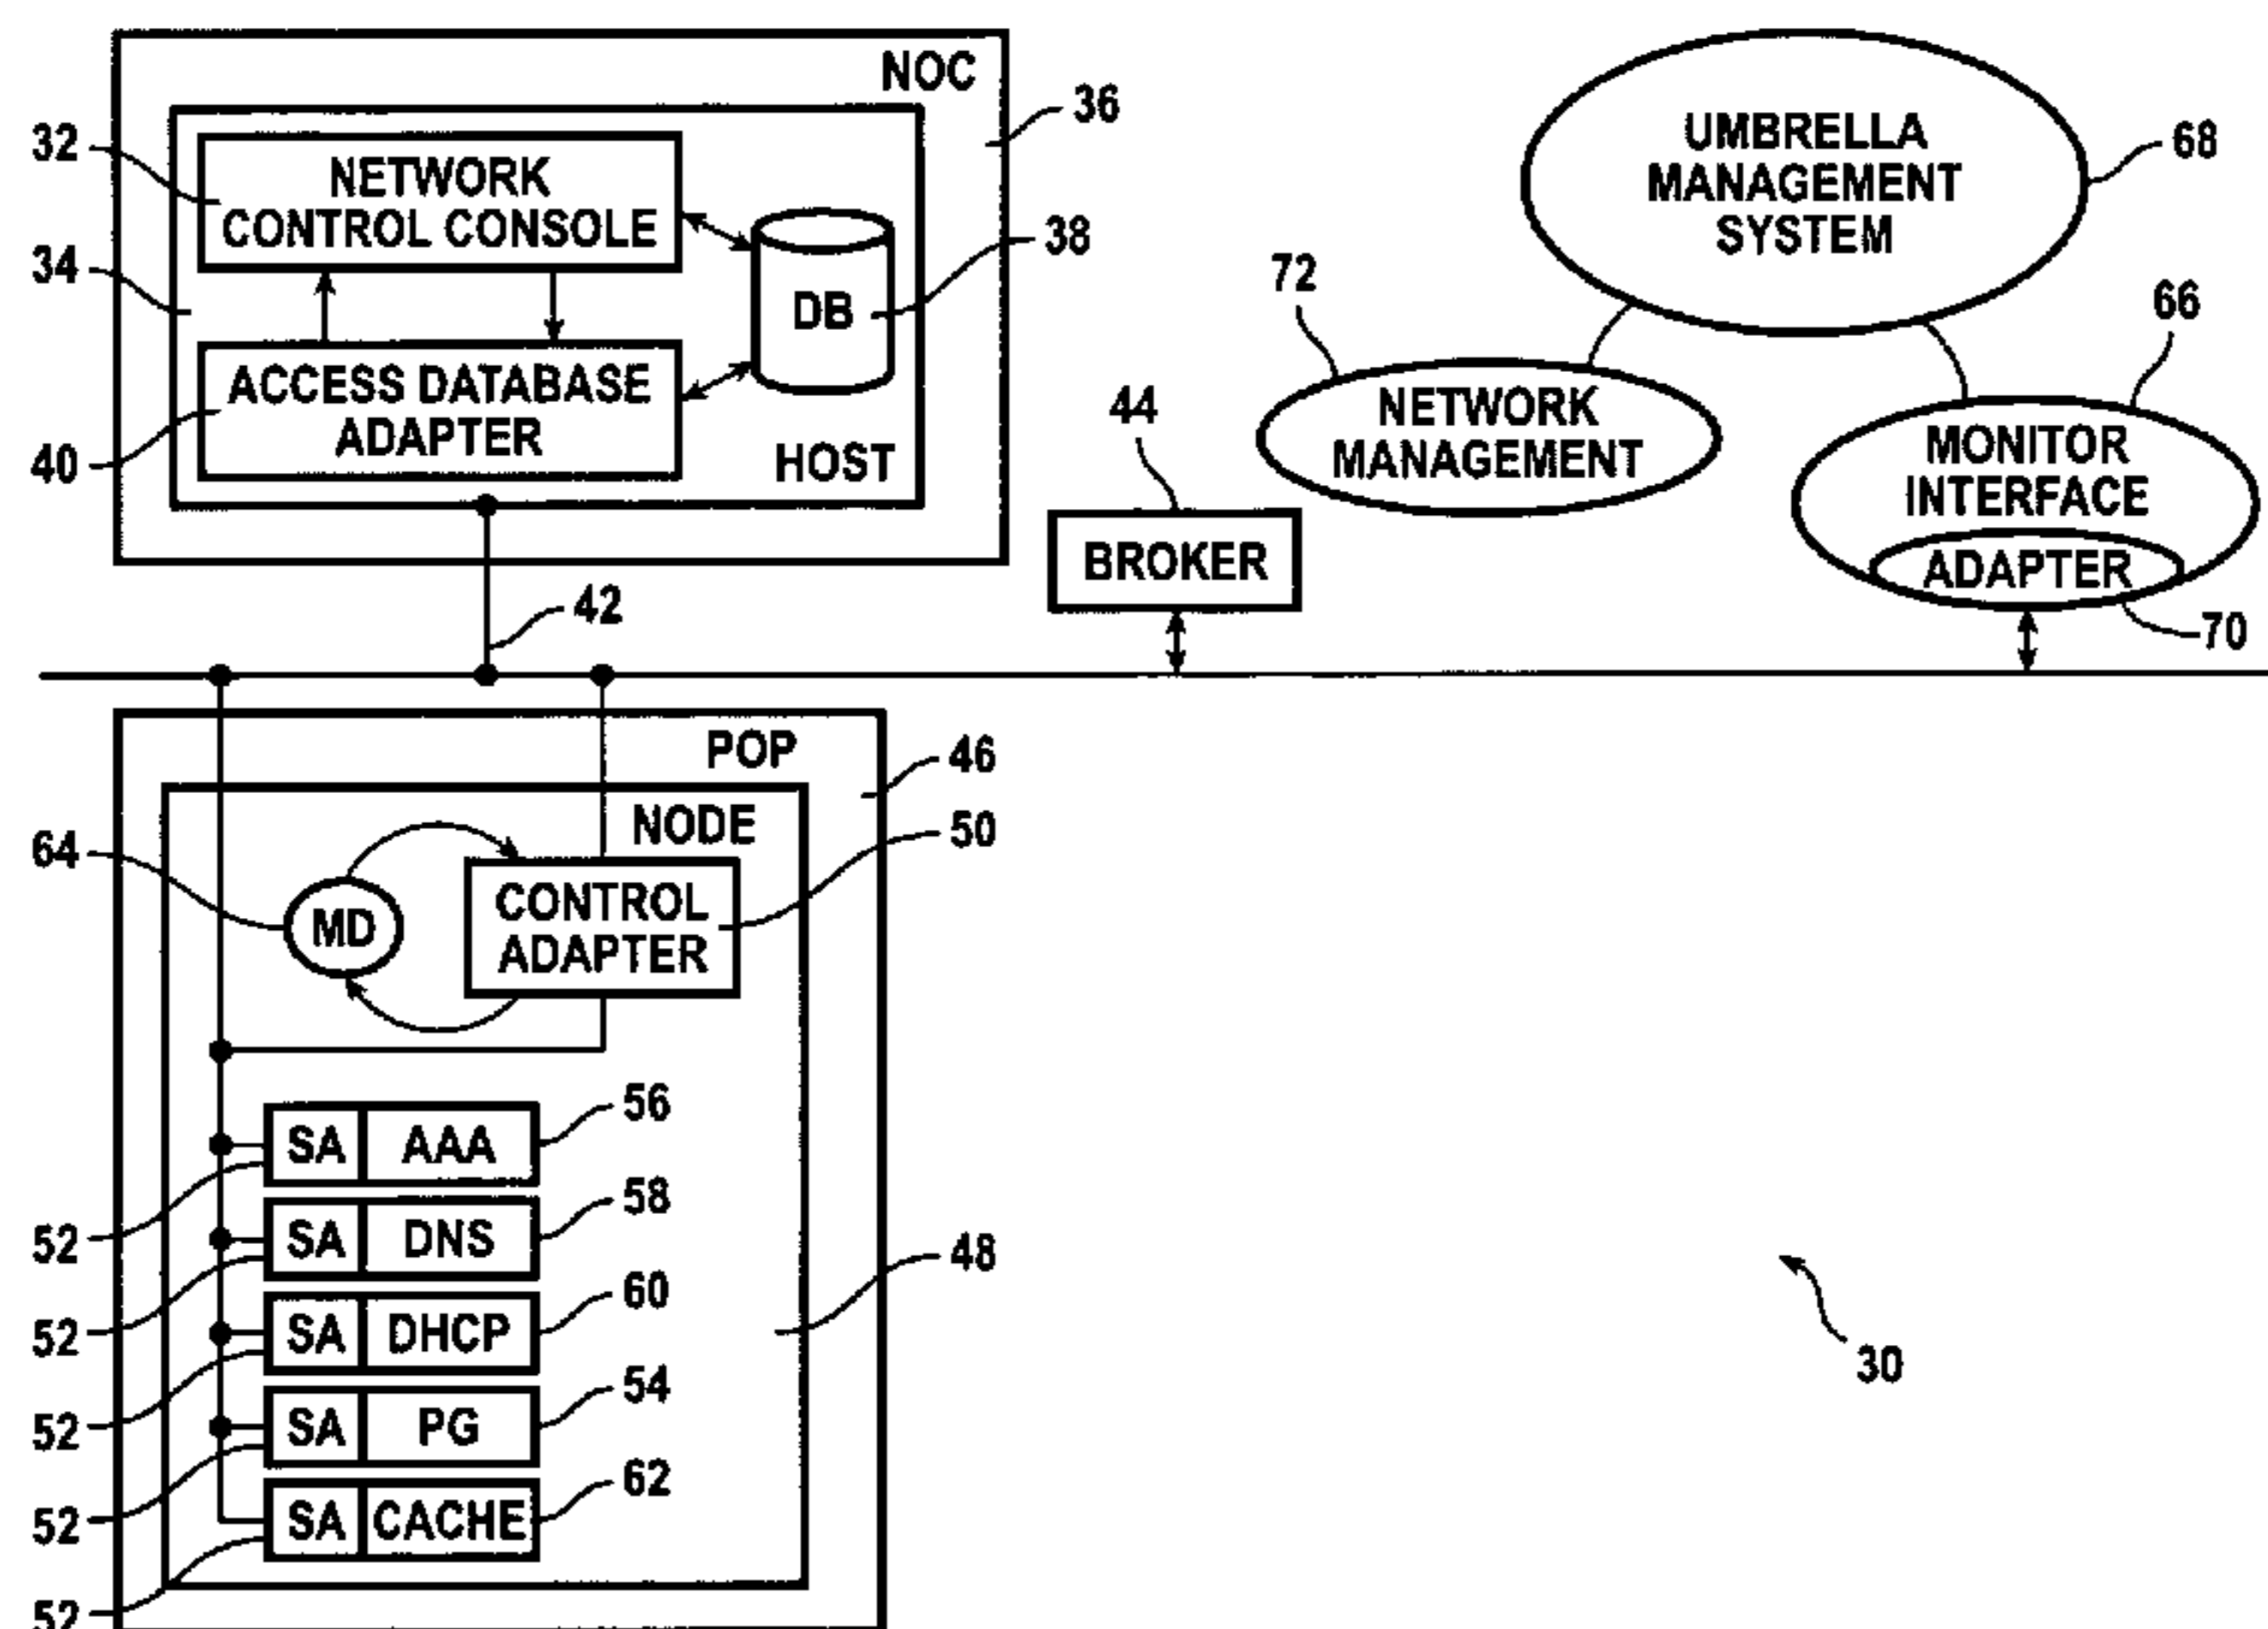 NOC
36
32
NETWORK
CONTROL CONSOLE
34
38
DB
ACCESS DATABASE
ADAPTER
40
HOST
42
UMBRELLA
MANAGEMENT
SYSTEM
68
72
66
NETWORK
MANAGEMENT
44
BROKER
MONITOR
INTERFACE
ADAPTER
70
POP
46
NODE
50
64
MD
CONTROL
ADAPTER
SA AAA
56
52
SA DNS
58
48
52
SA DHCP
60
52
SA PG
54
52
SA CACHE
62
52
30